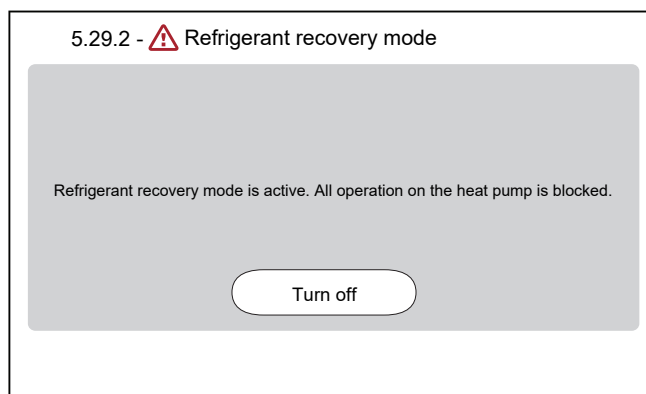 5.29.2 - Refrigerant recovery mode
Refrigerant recovery mode is active. All operation on the heat pump is blocked.
Turn off